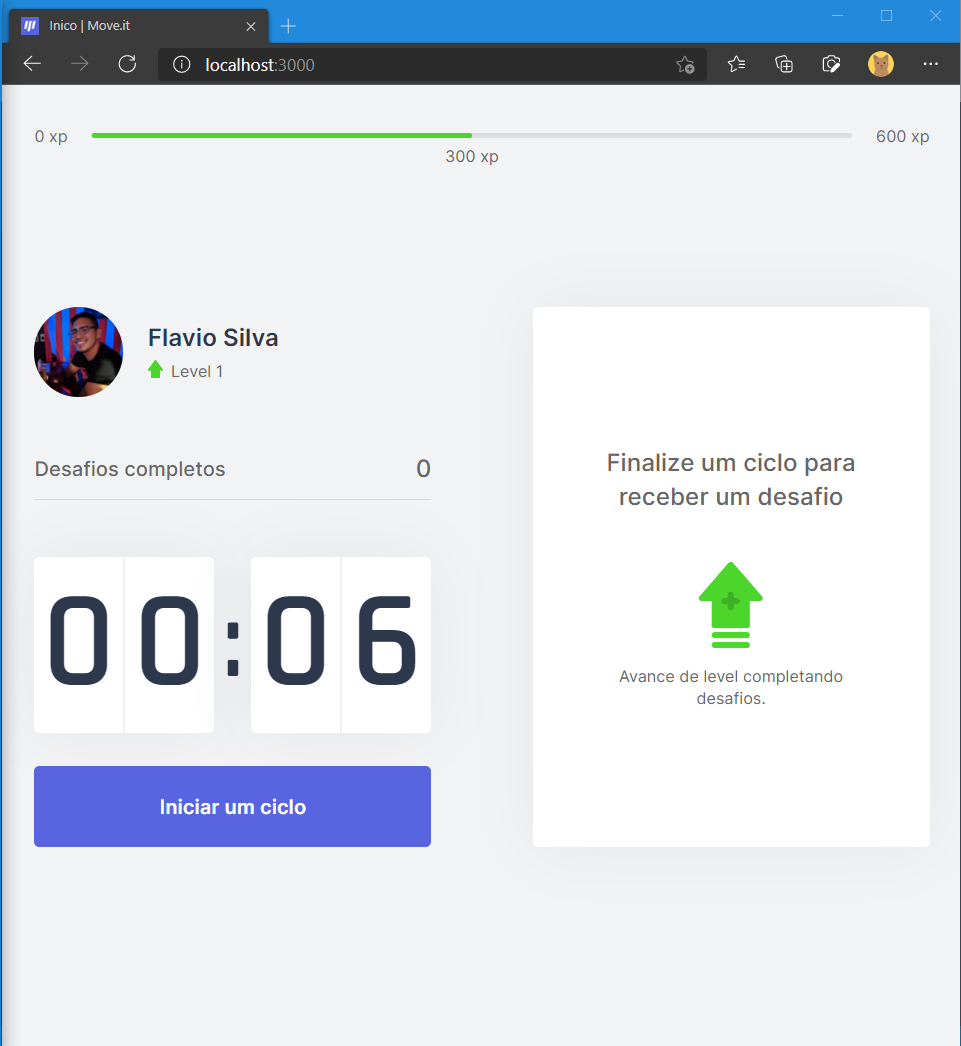 Inico | Move.it
localhost:3000
0 xp
600 xp
300 xp
Flavio Silva
Level 1
Desafios completos 0
00:06
Iniciar um ciclo
Finalize um ciclo para
receber um desafio
Avance de level completando
desafios.